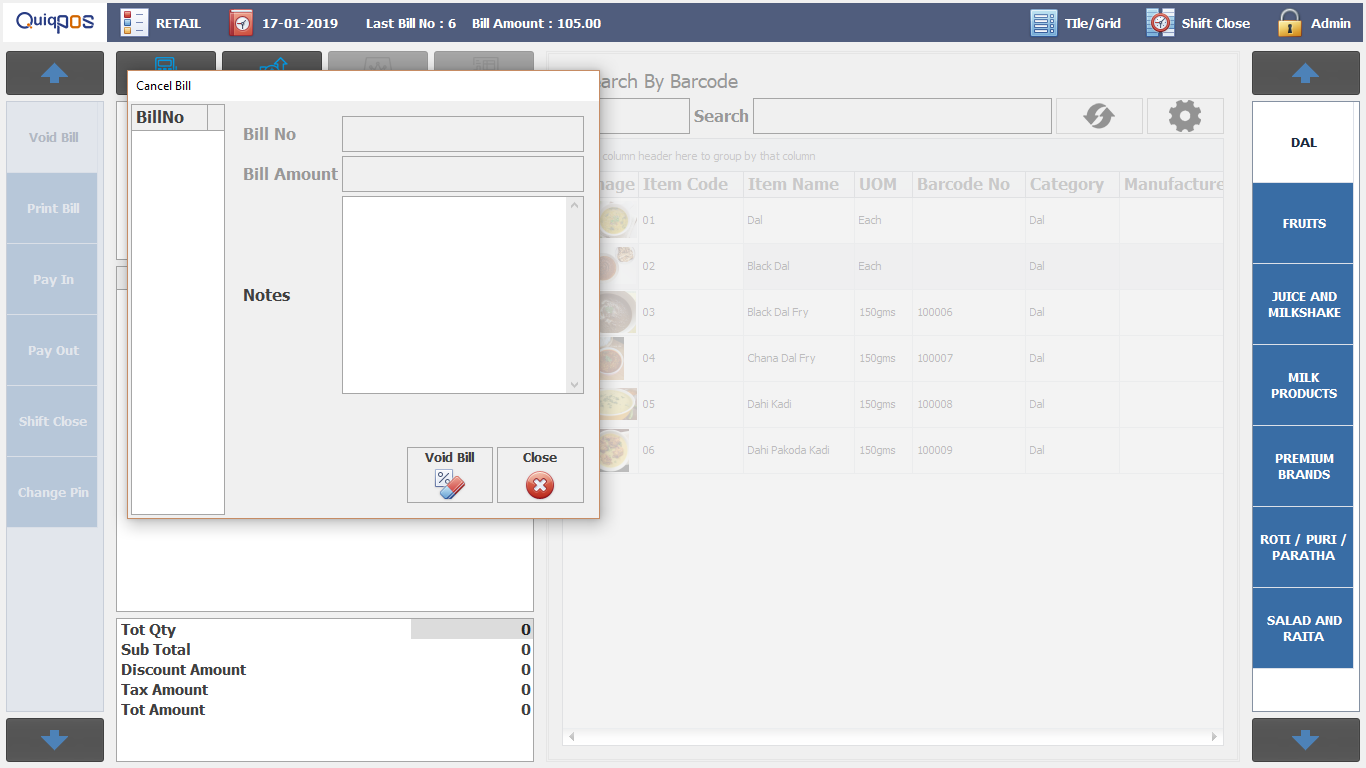 QuiqPOS
RETAIL
17-01-2019
Last Bill No : 6
Bill Amount : 105.00
TIle/Grid
Shift Close
Admin
Void Bill
Print Bill
Pay In
Pay Out
Shift Close
Change Pin
Cancel Bill
BillNo
Bill No
Bill Amount
Notes
Void Bill
Close
arch By Barcode
Search
column header here to group by that column
nage Item Code Item Name UOM Barcode No Category Manufacture
01 Dal Each Dal
02 Black Dal Each Dal
03 Black Dal Fry 150gms 100006 Dal
04 Chana Dal Fry 150gms 100007 Dal
05 Dahi Kadi 150gms 100008 Dal
06 Dahi Pakoda Kadi 150gms 100009 Dal
Tot Qty 0
Sub Total 0
Discount Amount 0
Tax Amount 0
Tot Amount 0
DAL
FRUITS
JUICE AND
MILKSHAKE
MILK
PRODUCTS
PREMIUM
BRANDS
ROTI / PURI /
PARATHA
SALAD AND
RAITA